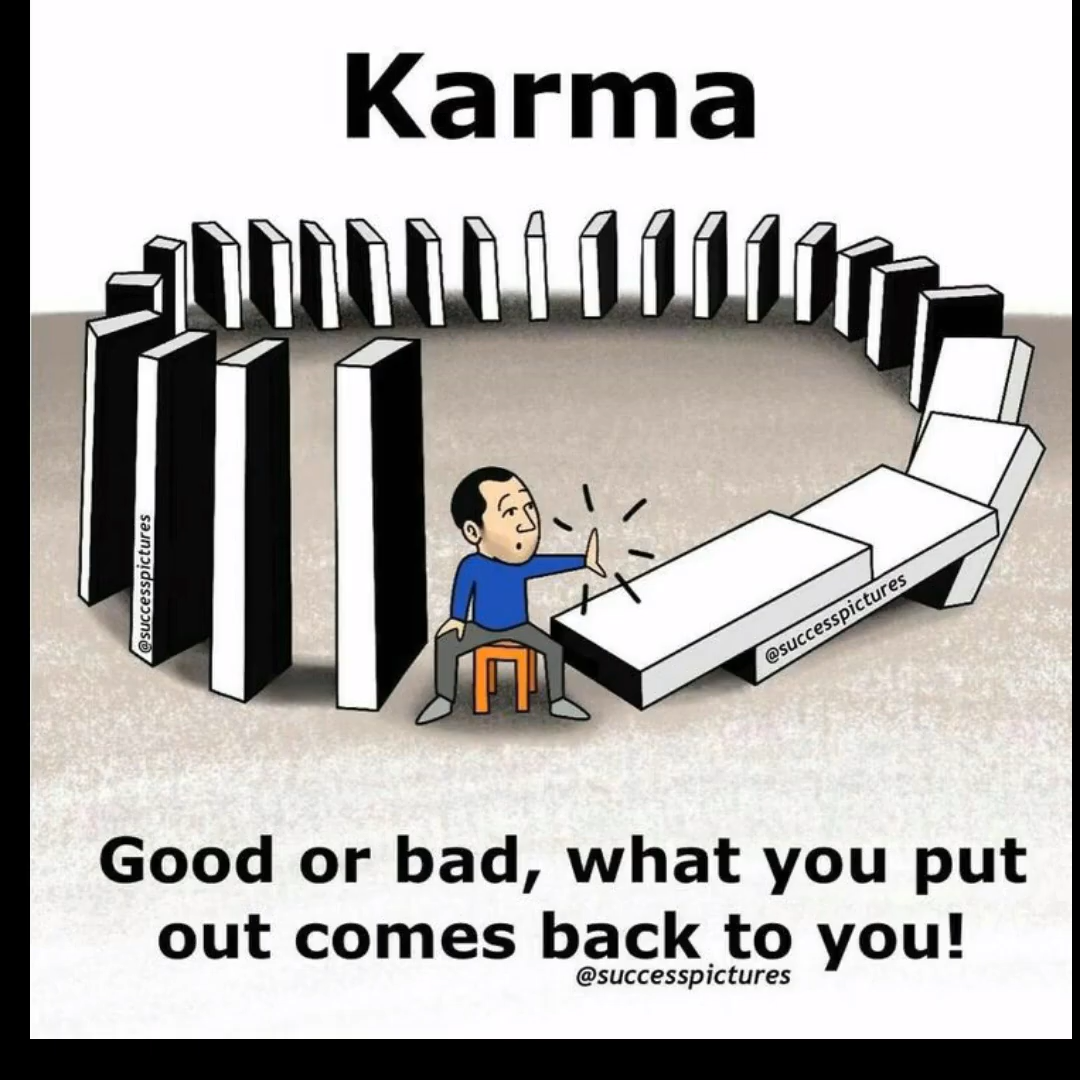 Karma
@successpictures
@successpictures
Good or bad, what you put
out comes back to you!
@successpictures